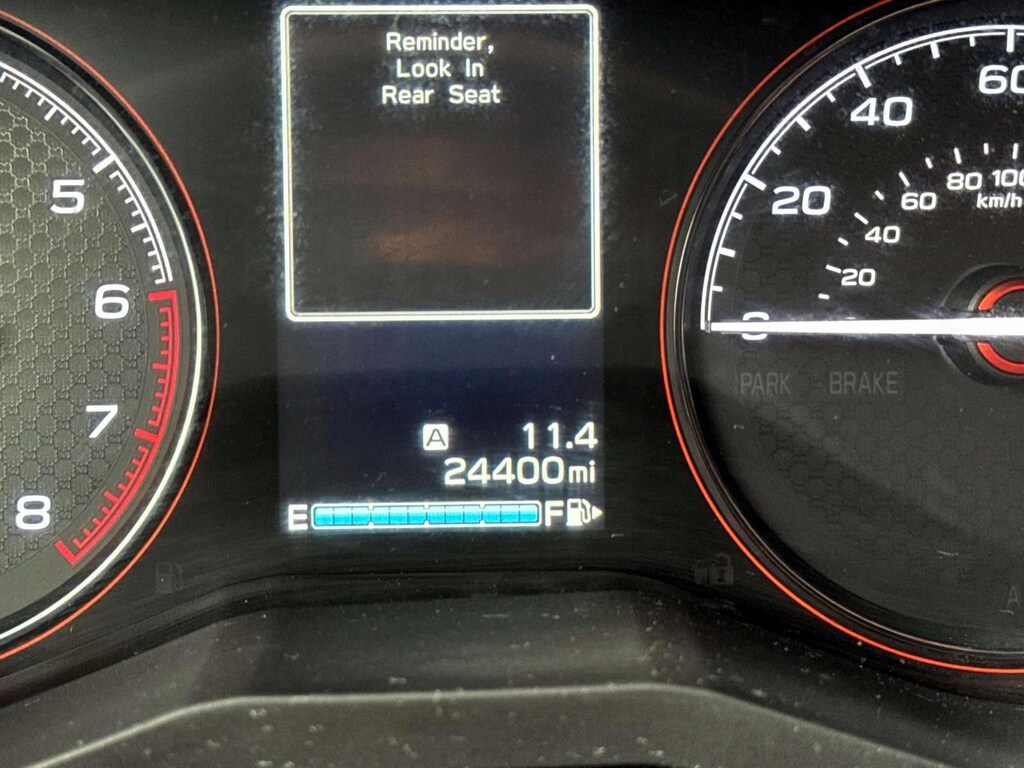 Reminder,
Look In
Rear Seat
5
6
7
8
A 11.4
24400mi
E F
0
20
40
60
20
40
60
80
100
km/h
PARK BRAKE
A